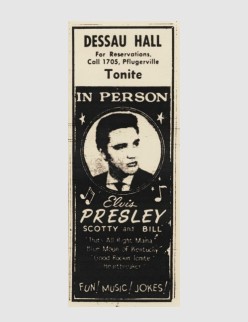 DESSAU HALL
For Reservations.
Call 1705, Pflugerville
Tonite
IN PERSON
Elvis
PRESLEY
SCOTTY and BILL
"That's All Right Mama"
"Blue Moon of Kentucky"
"Good Rockin Tonite"
"Heartbreaker"
FUN! MUSIC! JOKES!